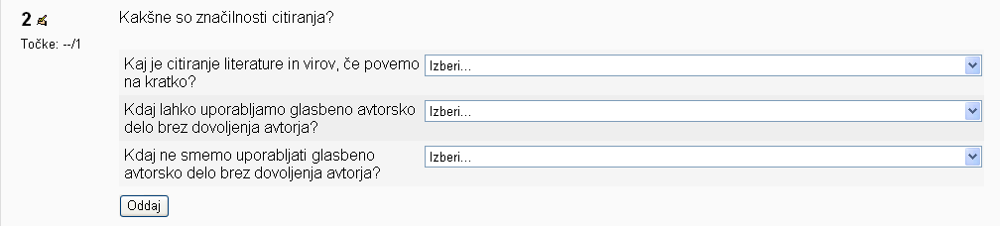 2
Točke: --/1
Kakšne so značilnosti citiranja?
Kaj je citiranje literature in virov, če povemo
na kratko?
Izberi...
Kdaj lahko uporabljamo glasbeno avtorsko
delo brez dovoljenja avtorja?
Izberi...
Kdaj ne smemo uporabljati glasbeno
avtorsko delo brez dovoljenja avtorja?
Izberi...
Oddaj